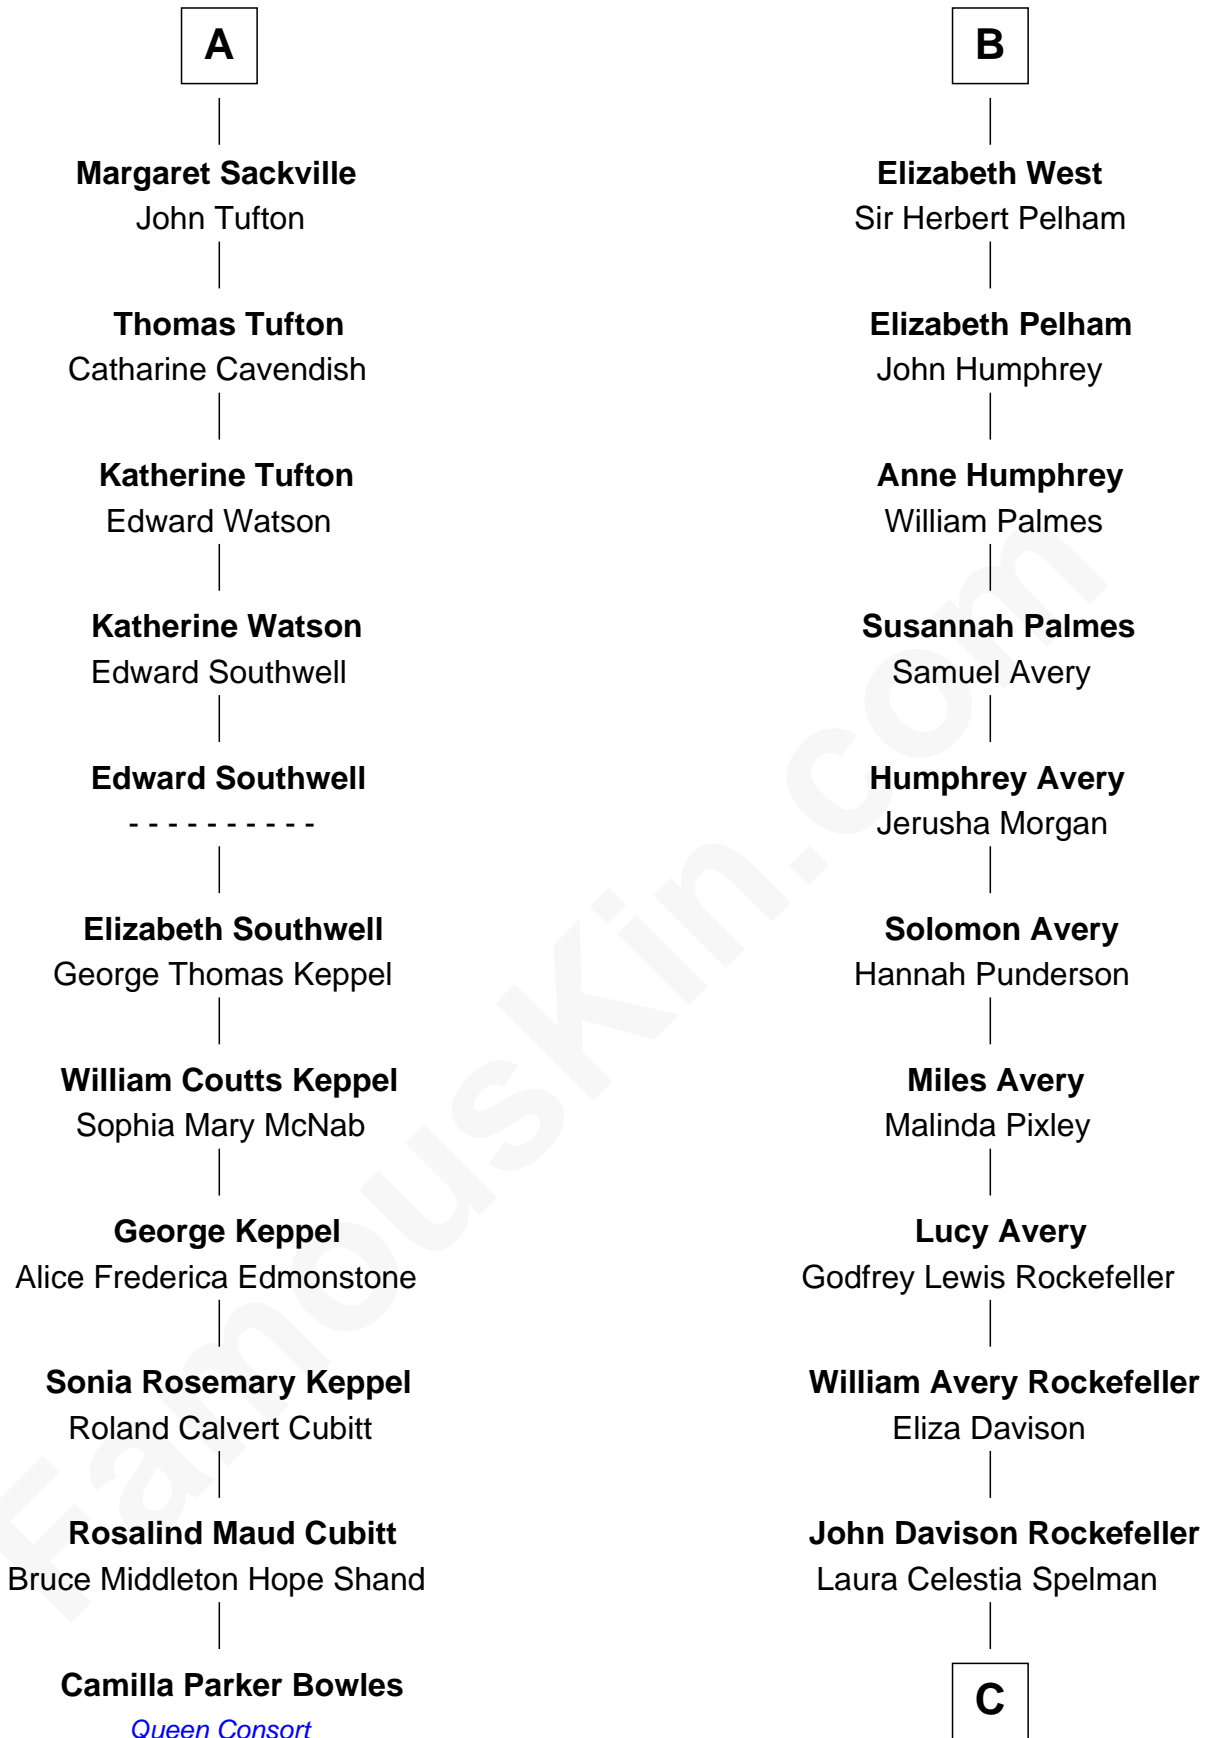 A
Margaret Sackville
John Tufton
Thomas Tufton
Catharine Cavendish
Katherine Tufton
Edward Watson
Katherine Watson
Edward Southwell
Edward Southwell
- - - - - - - - - -
Elizabeth Southwell
George Thomas Keppel
William Coutts Keppel
Sophia Mary McNab
George Keppel
Alice Frederica Edmonstone
Sonia Rosemary Keppel
Roland Calvert Cubitt
Rosalind Maud Cubitt
Bruce Middleton Hope Shand
Camilla Parker Bowles
Queen Consort
B
Elizabeth West
Sir Herbert Pelham
Elizabeth Pelham
John Humphrey
Anne Humphrey
William Palmes
Susannah Palmes
Samuel Avery
Humphrey Avery
Jerusha Morgan
Solomon Avery
Hannah Punderson
Miles Avery
Malinda Pixley
Lucy Avery
Godfrey Lewis Rockefeller
William Avery Rockefeller
Eliza Davison
John Davison Rockefeller
Laura Celestia Spelman
C
FamousKin.com